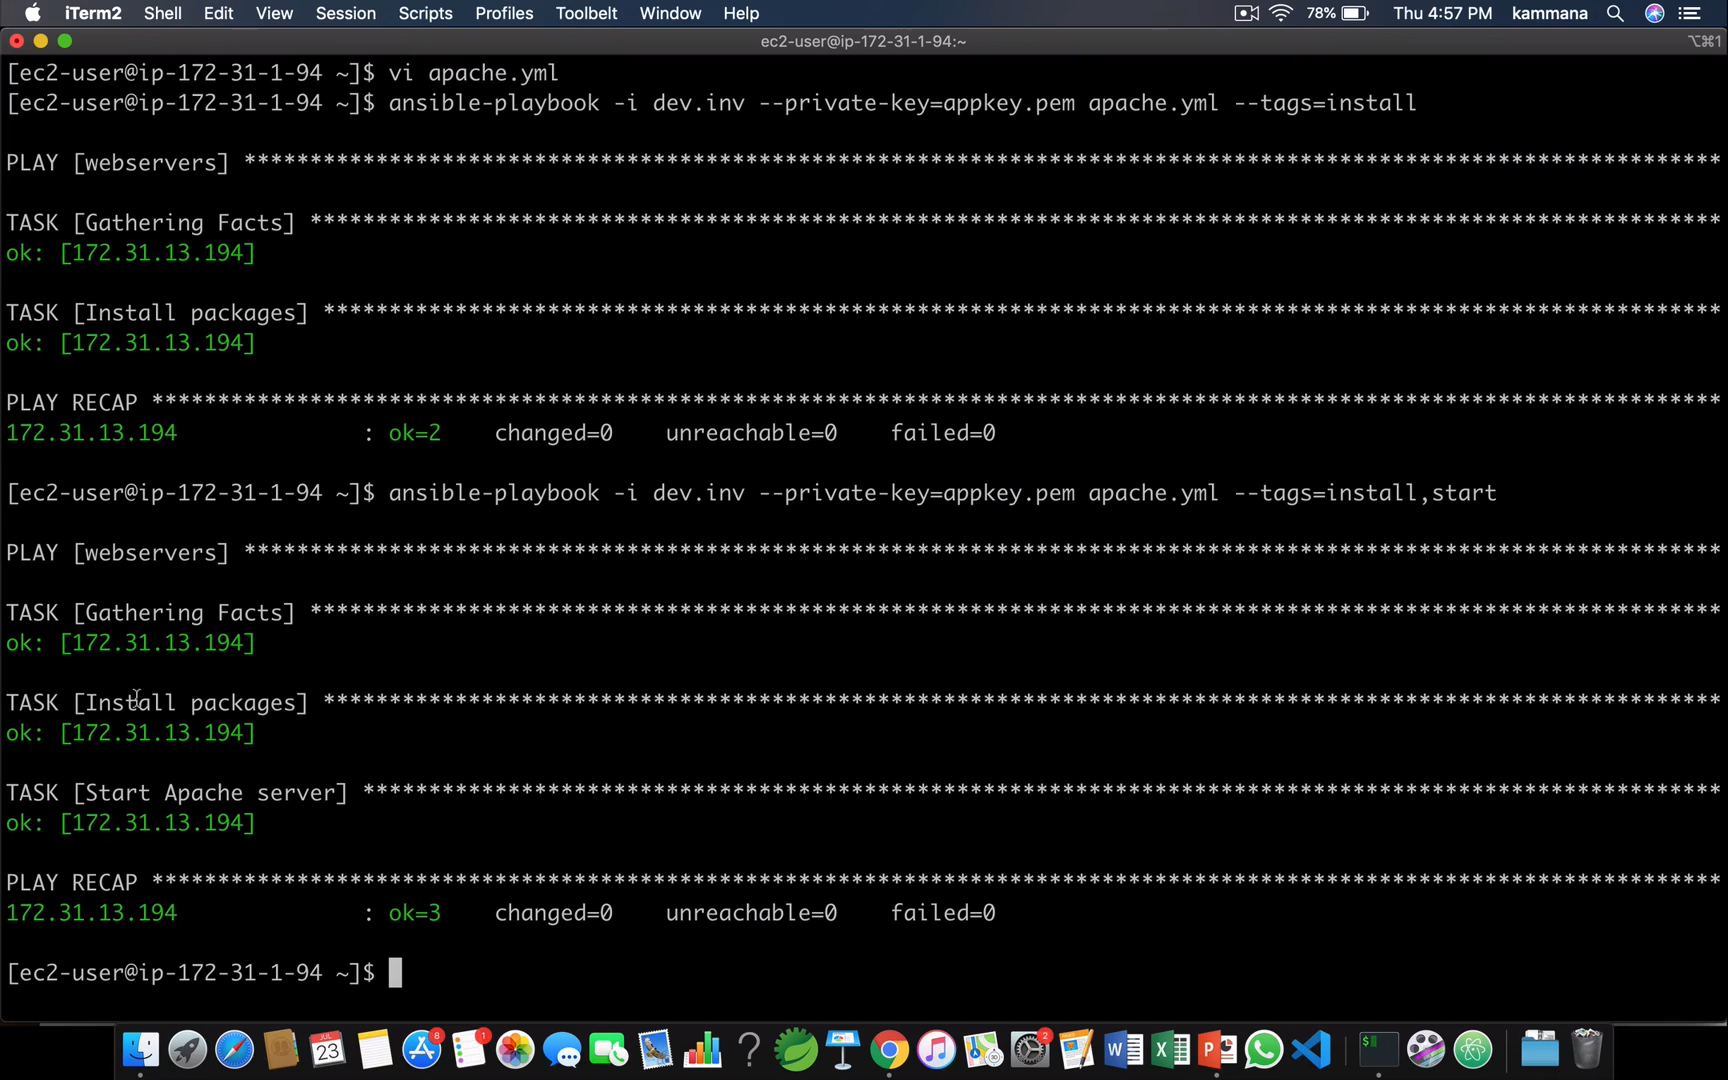 iTerm2 Shell Edit View Session Scripts Profiles Toolbelt Window Help 78% Thu 4:57 PM kammana
ec2-user@ip-172-31-1-94:~ ⌥⌘1
[ec2-user@ip-172-31-1-94 ~]$ vi apache.yml
[ec2-user@ip-172-31-1-94 ~]$ ansible-playbook -i dev.inv --private-key=appkey.pem apache.yml --tags=install
PLAY [webservers] ****************************************************************************************************************
TASK [Gathering Facts] ***********************************************************************************************************
ok: [172.31.13.194]
TASK [Install packages] **********************************************************************************************************
ok: [172.31.13.194]
PLAY RECAP ***********************************************************************************************************************
172.31.13.194 : ok=2 changed=0 unreachable=0 failed=0
[ec2-user@ip-172-31-1-94 ~]$ ansible-playbook -i dev.inv --private-key=appkey.pem apache.yml --tags=install,start
PLAY [webservers] ****************************************************************************************************************
TASK [Gathering Facts] ***********************************************************************************************************
ok: [172.31.13.194]
TASK [Install packages] **********************************************************************************************************
ok: [172.31.13.194]
TASK [Start Apache server] *******************************************************************************************************
ok: [172.31.13.194]
PLAY RECAP ***********************************************************************************************************************
172.31.13.194 : ok=3 changed=0 unreachable=0 failed=0
[ec2-user@ip-172-31-1-94 ~]$
JUL 23 8 1 2